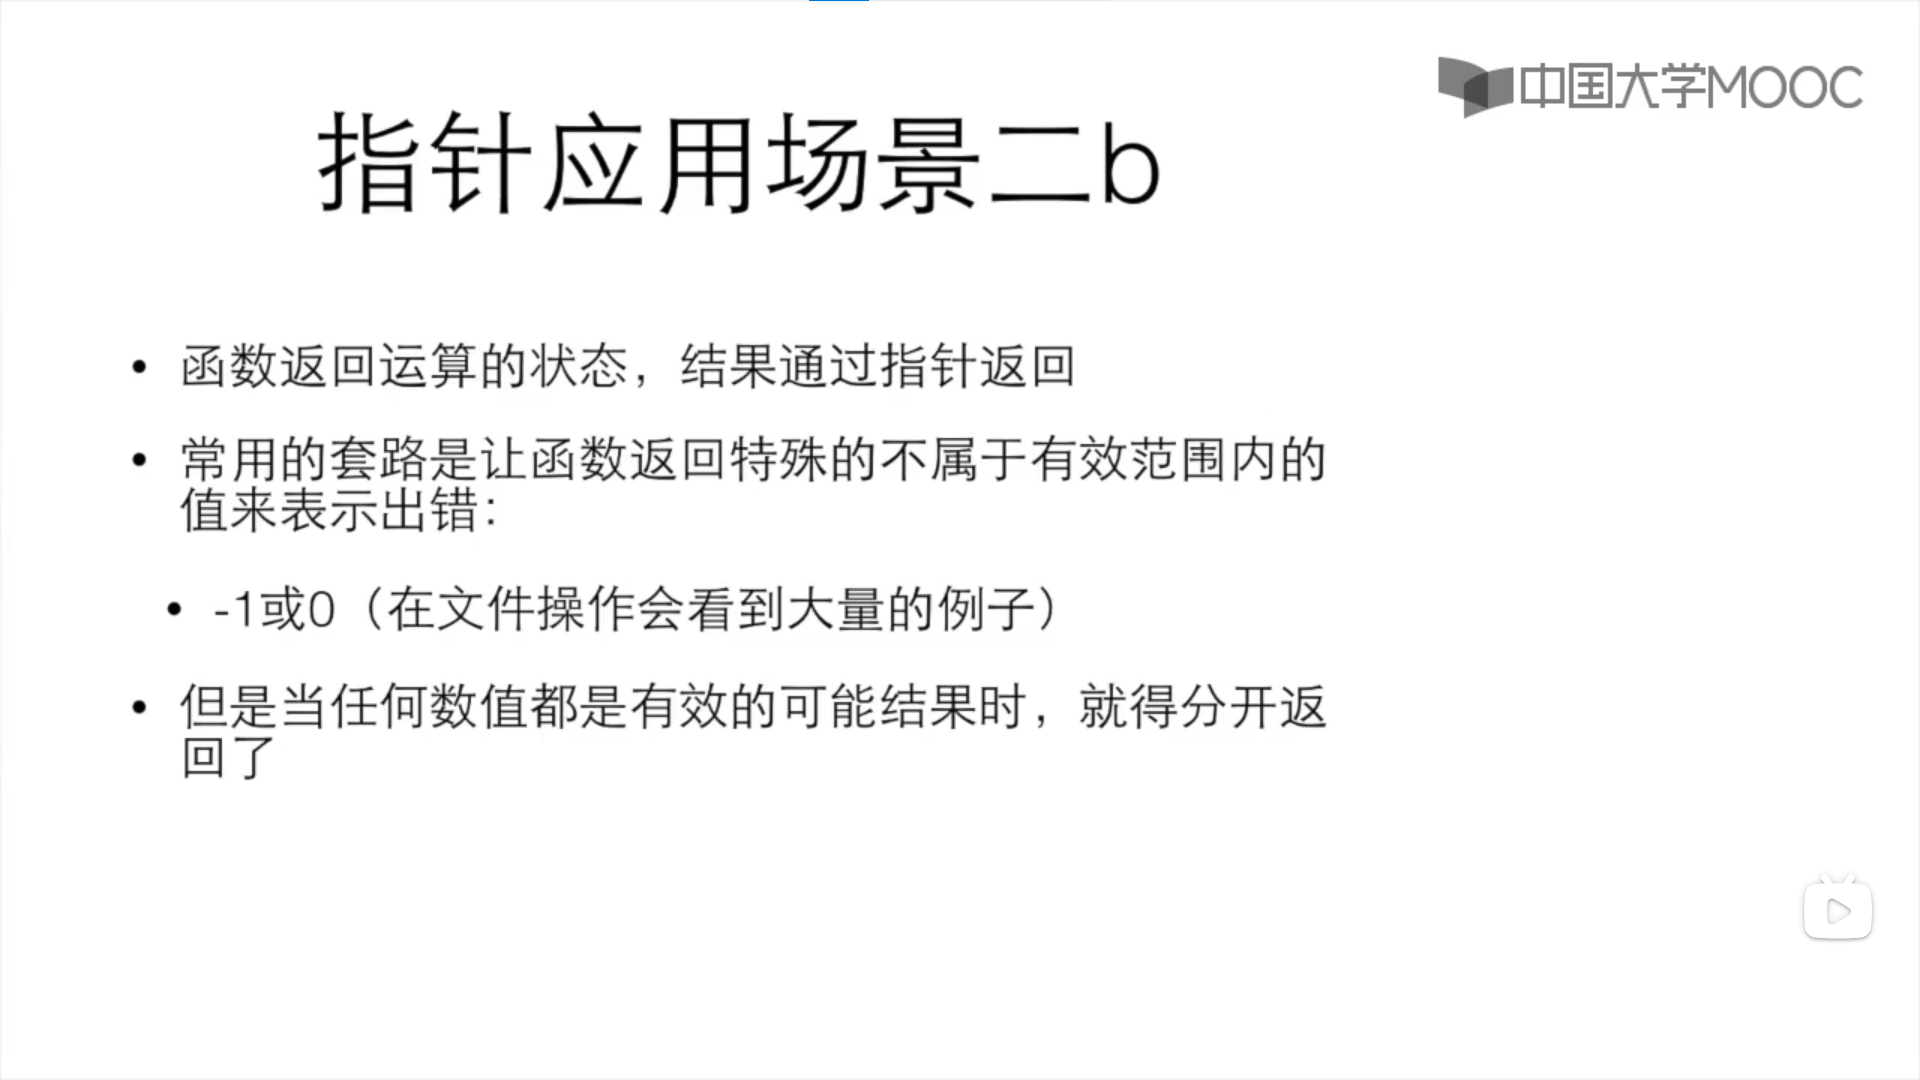 中国大学MOOC
指针应用场景二b
• 函数返回运算的状态，结果通过指针返回
• 常用的套路是让函数返回特殊的不属于有效范围内的
值来表示出错：
• -1或0（在文件操作会看到大量的例子）
• 但是当任何数值都是有效的可能结果时，就得分开返
回了